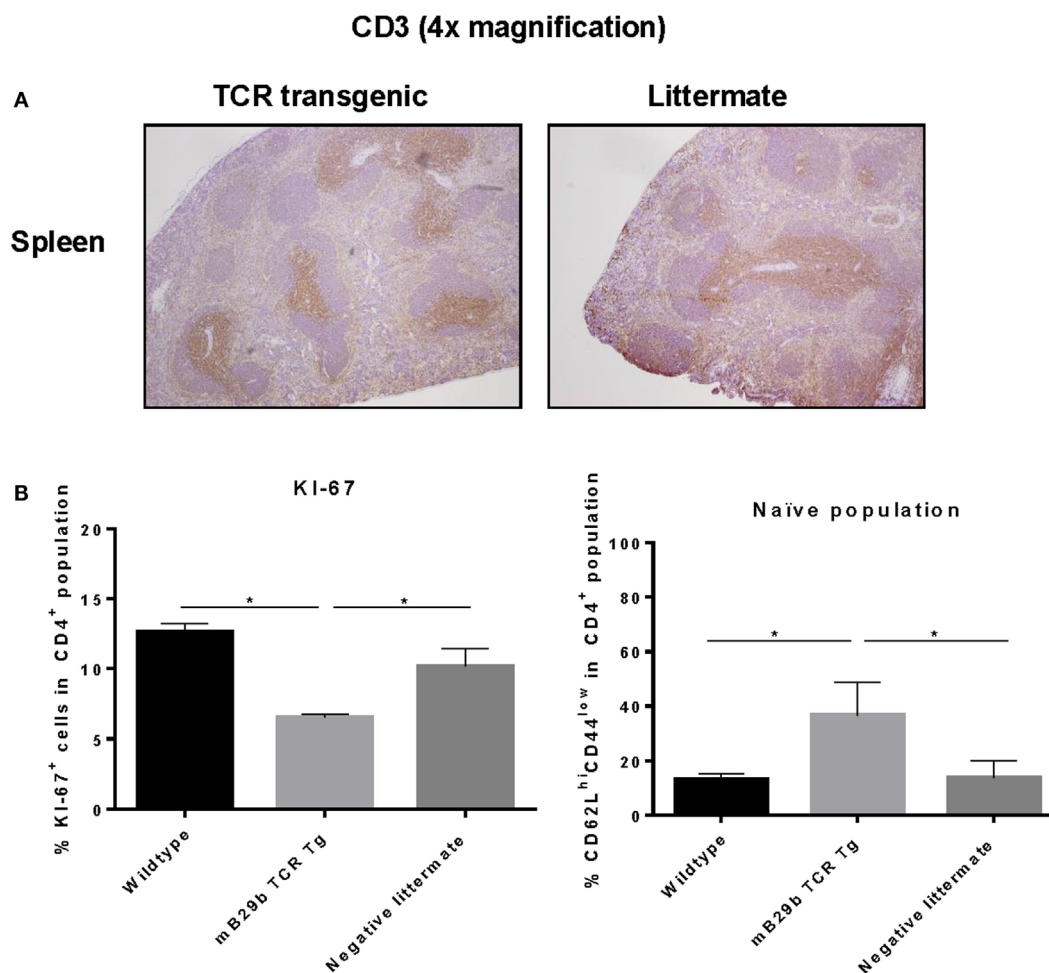 CD3 (4x magnification)
A
TCR transgenic
Littermate
Spleen
B
KI-67
% KI-67⁺ cells in CD4⁺ population
20
15
10
5
0
*
*
Wildtype
mB29b TCR Tg
Negative littermate
Naïve population
% CD62LʰⁱCD44ˡᵒʷ in CD4⁺ population
100
80
60
40
20
0
*
*
Wildtype
mB29b TCR Tg
Negative littermate